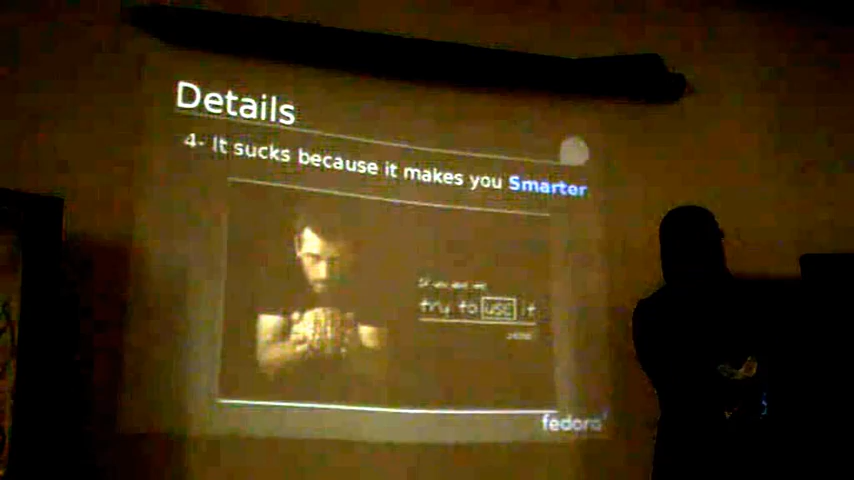 Details
4- It sucks because it makes you Smarter
try to use it
fedora